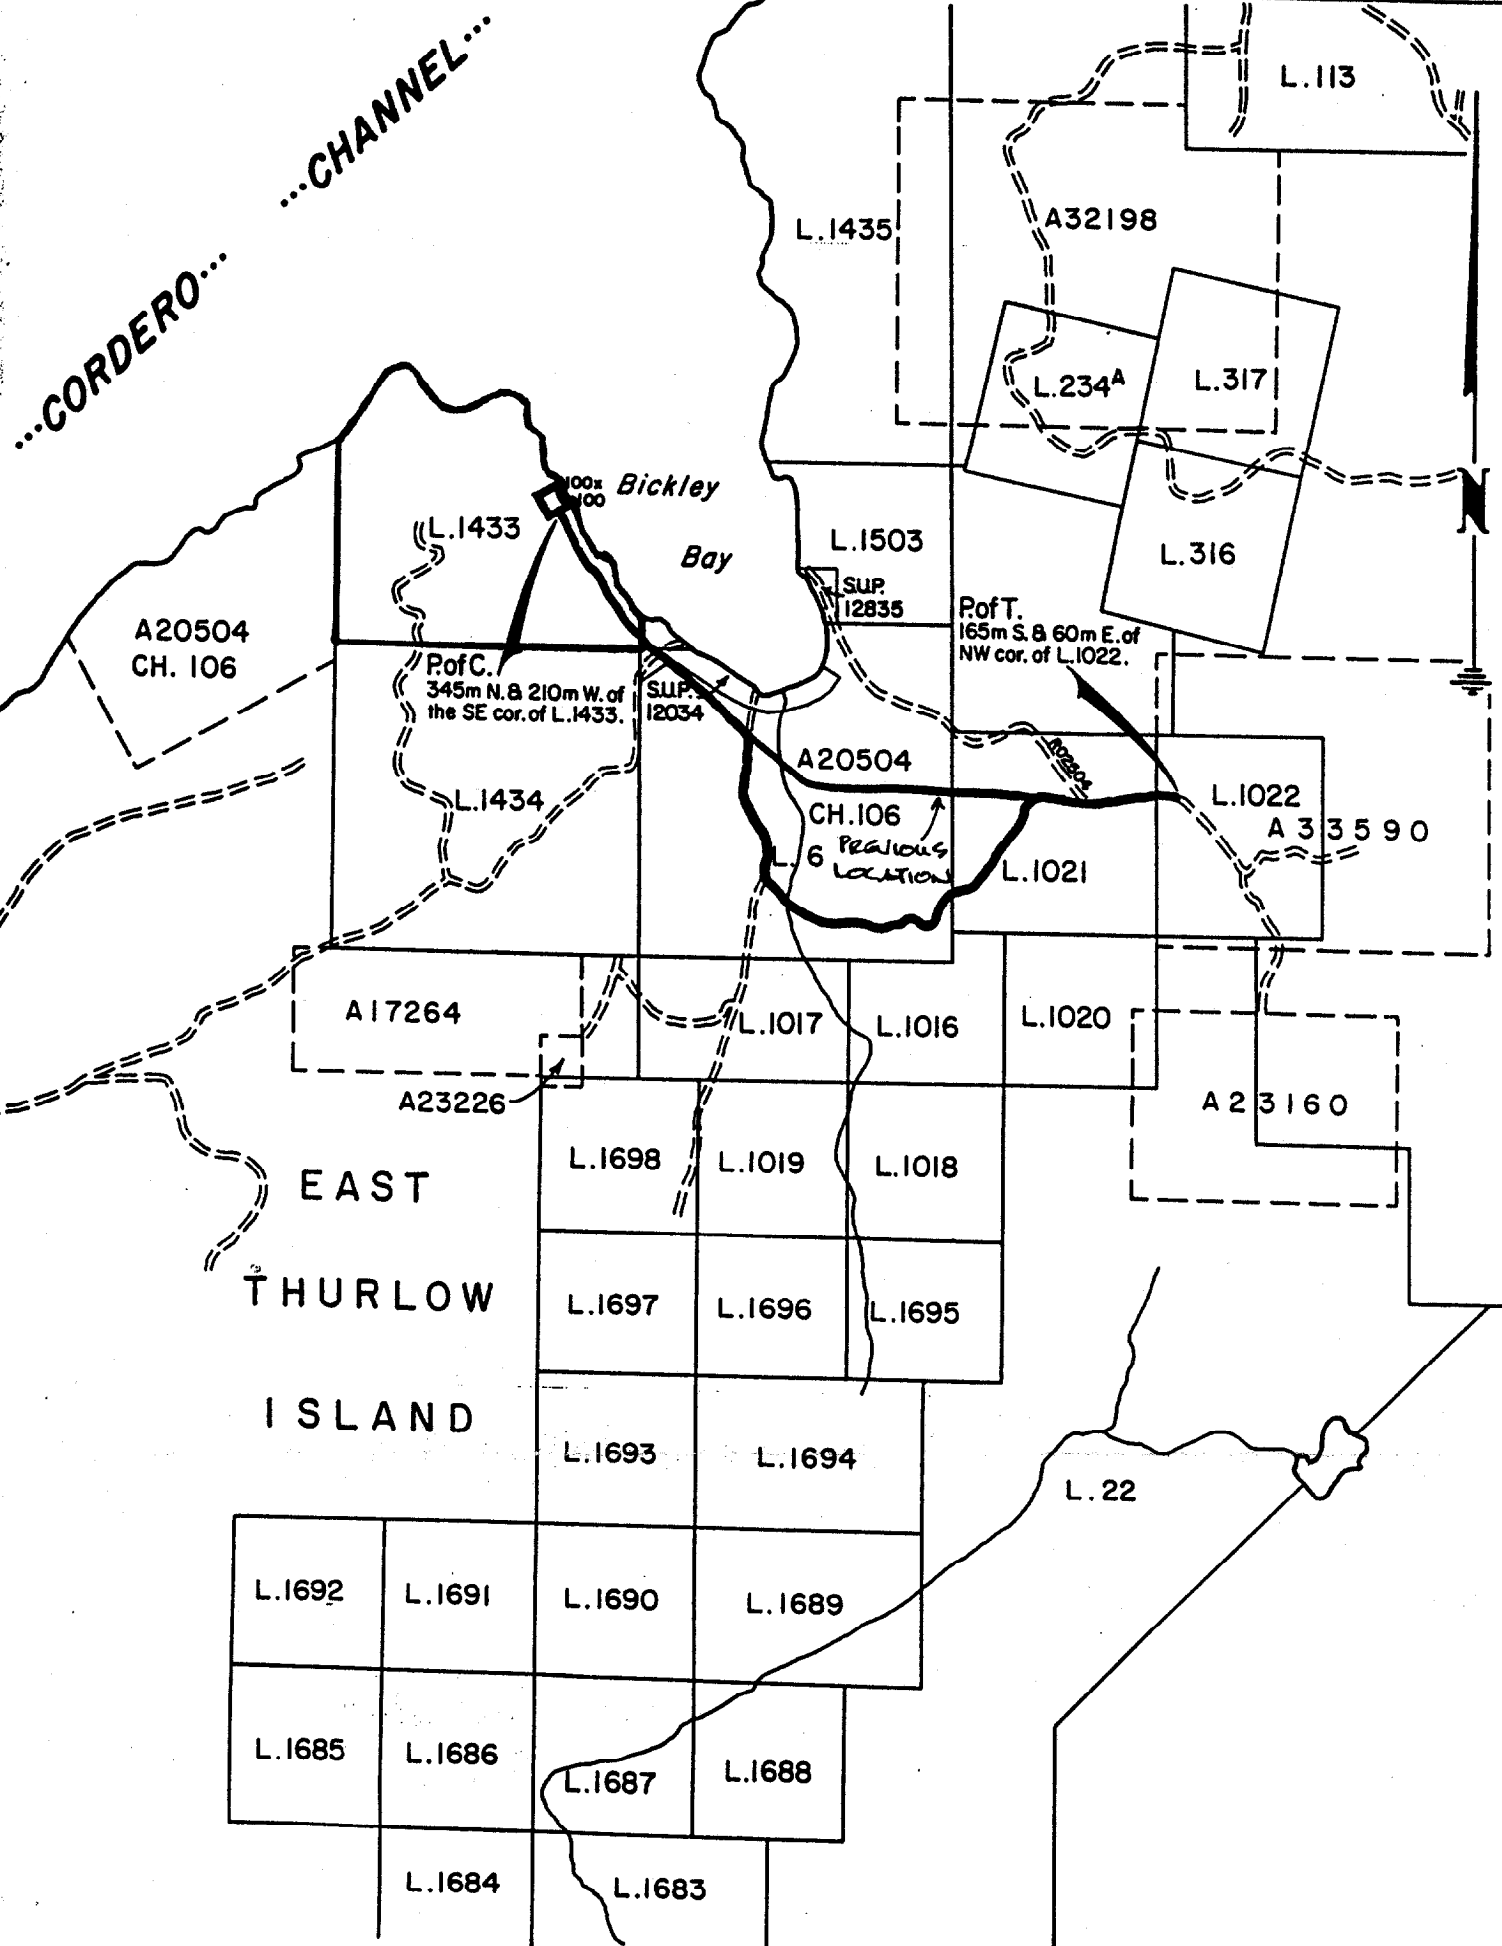 ...CHANNEL...
...CORDERO...
L.113
L.1435
A32198
L.234A
L.317
100x
100
Bickley
Bay
N
L.1433
L.1503
L.316
S.U.P.
12835
P.of T.
165m S. & 60m E. of
NW cor. of L.1022.
A20504
CH. 106
P.of C.
345m N. & 210m W. of
the SE cor. of L.1433.
S.U.P.
12034
A20504
CH.106
L. 6
PREVIOUS
LOCATION
L.1434
L.1022
A 33590
L.1021
A17264
L.1017
L.1016
L.1020
A23226
A 23160
L.1698
L.1019
L.1018
EAST
THURLOW
ISLAND
L.1697
L.1696
L.1695
L.1693
L.1694
L.22
L.1692
L.1691
L.1690
L.1689
L.1685
L.1686
L.1687
L.1688
L.1684
L.1683